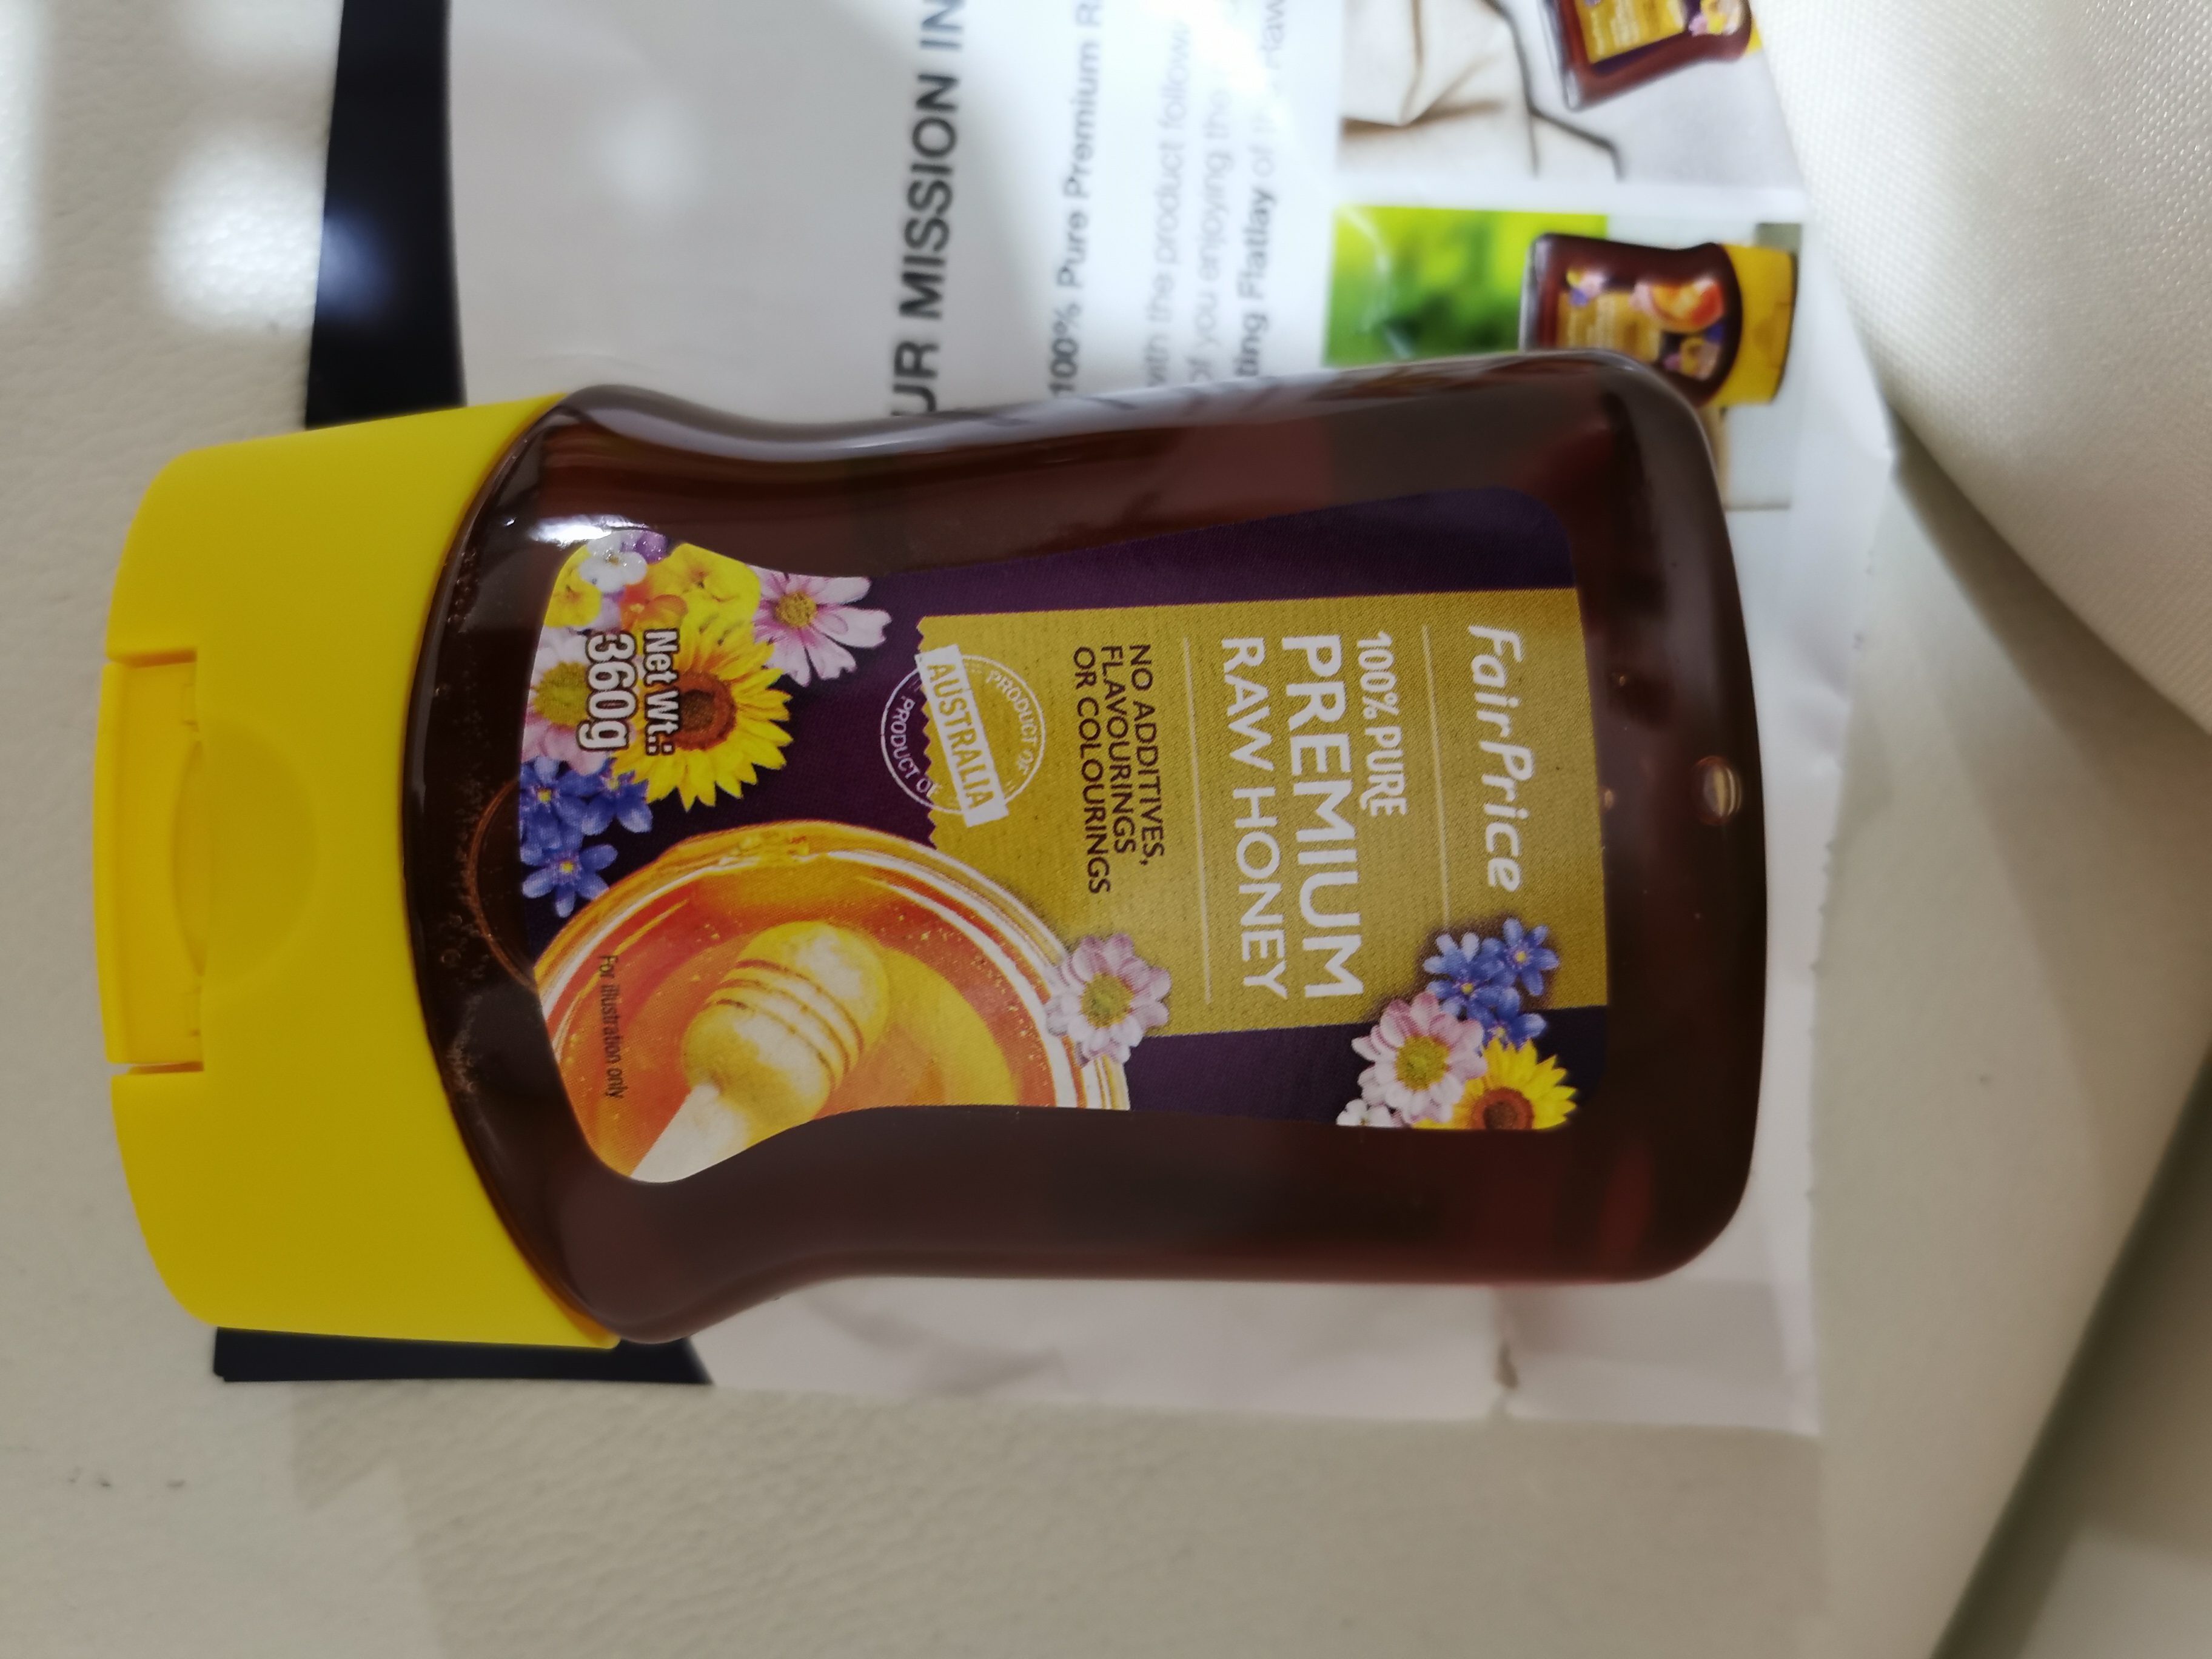 FairPrice
100% PURE
PREMIUM
RAW HONEY
NO ADDITIVES,
FLAVOURINGS
OR COLOURINGS
PRODUCT OF
AUSTRALIA
PRODUCT OF
Net Wt.:
360g
For illustration only
UR MISSION IN
100% Pure Premium
with the product
of you enjoying the
ting Flatlay of